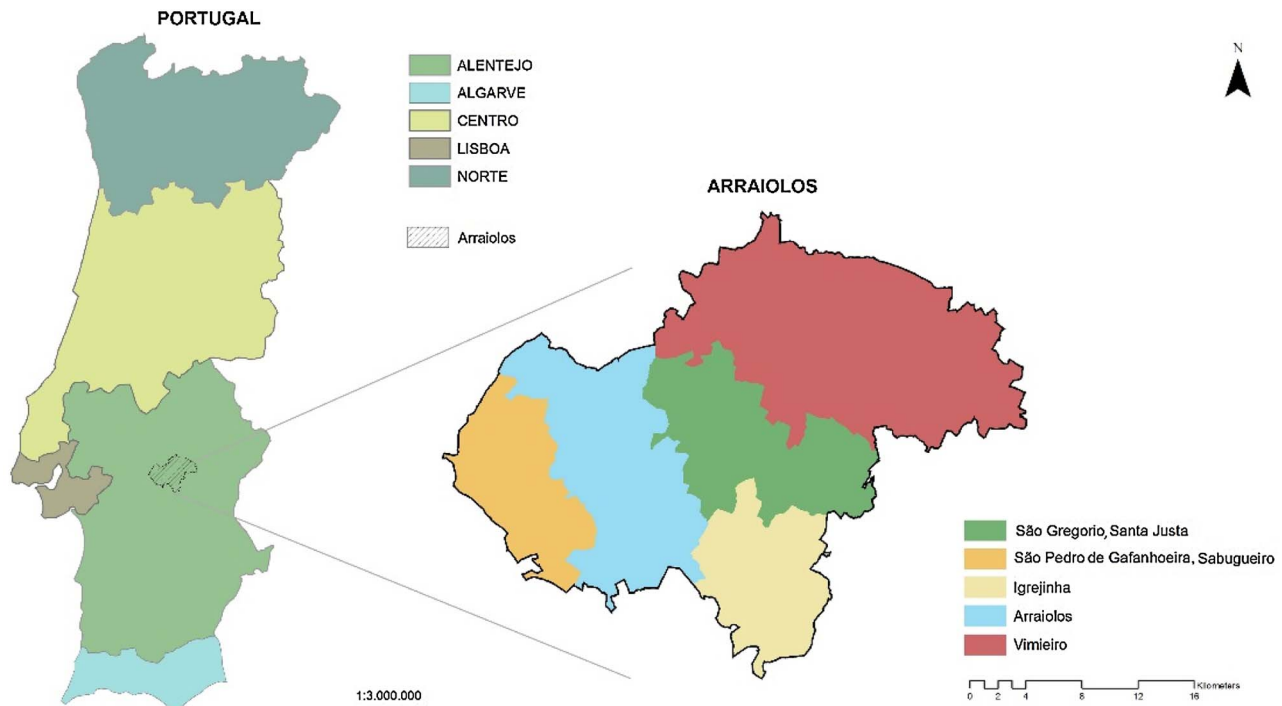 PORTUGAL
ALENTEJO
ALGARVE
CENTRO
LISBOA
NORTE
Arraiolos
N
ARRAIOLOS
São Gregorio, Santa Justa
São Pedro de Gafanhoeira, Sabugueiro
Igrejinha
Arraiolos
Vimieiro
1:3.000.000
Kilometers
0 2 4 8 12 16